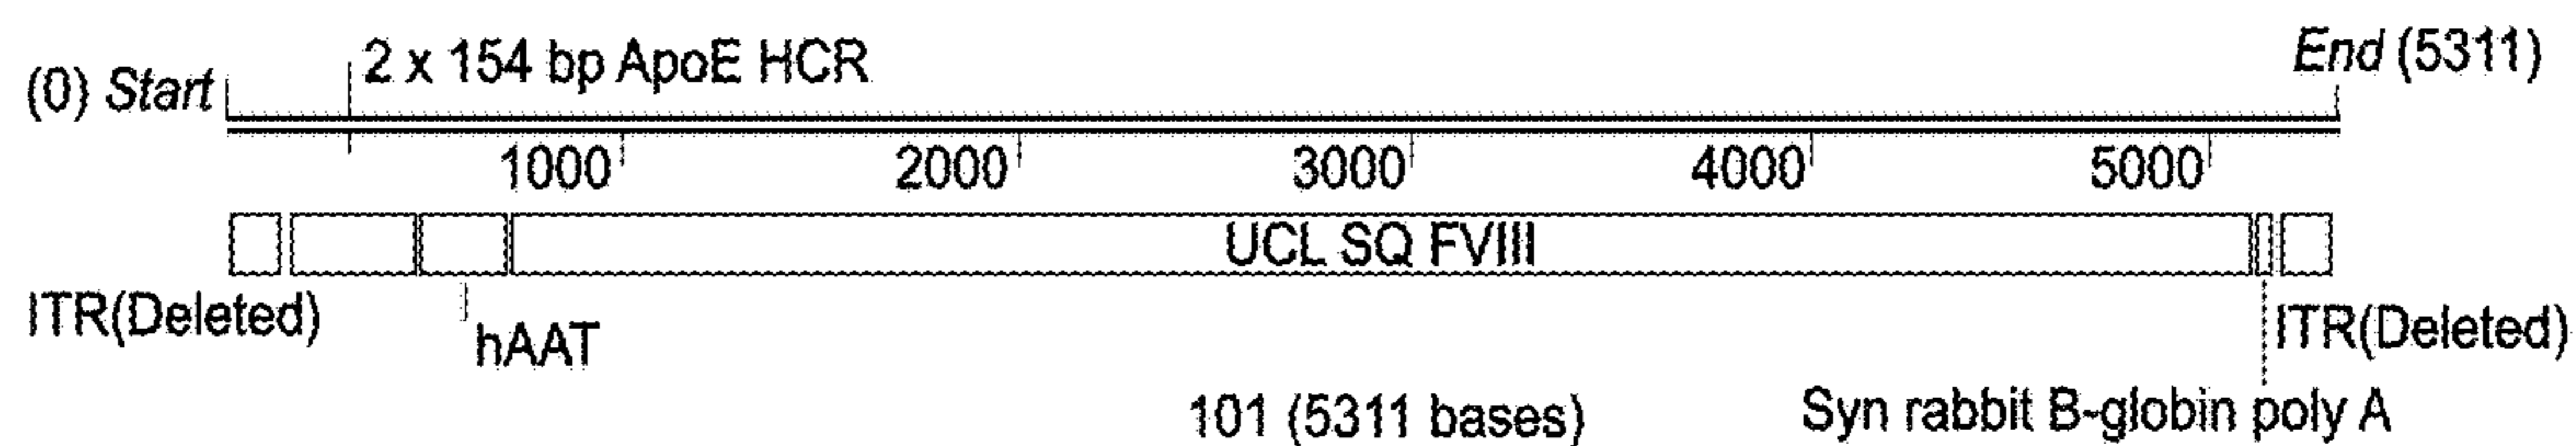 (0) Start
2 x 154 bp ApoE HCR
End (5311)
1000
2000
3000
4000
5000
UCL SQ FVIII
ITR(Deleted)
hAAT
ITR(Deleted)
101 (5311 bases)
Syn rabbit B-globin poly A